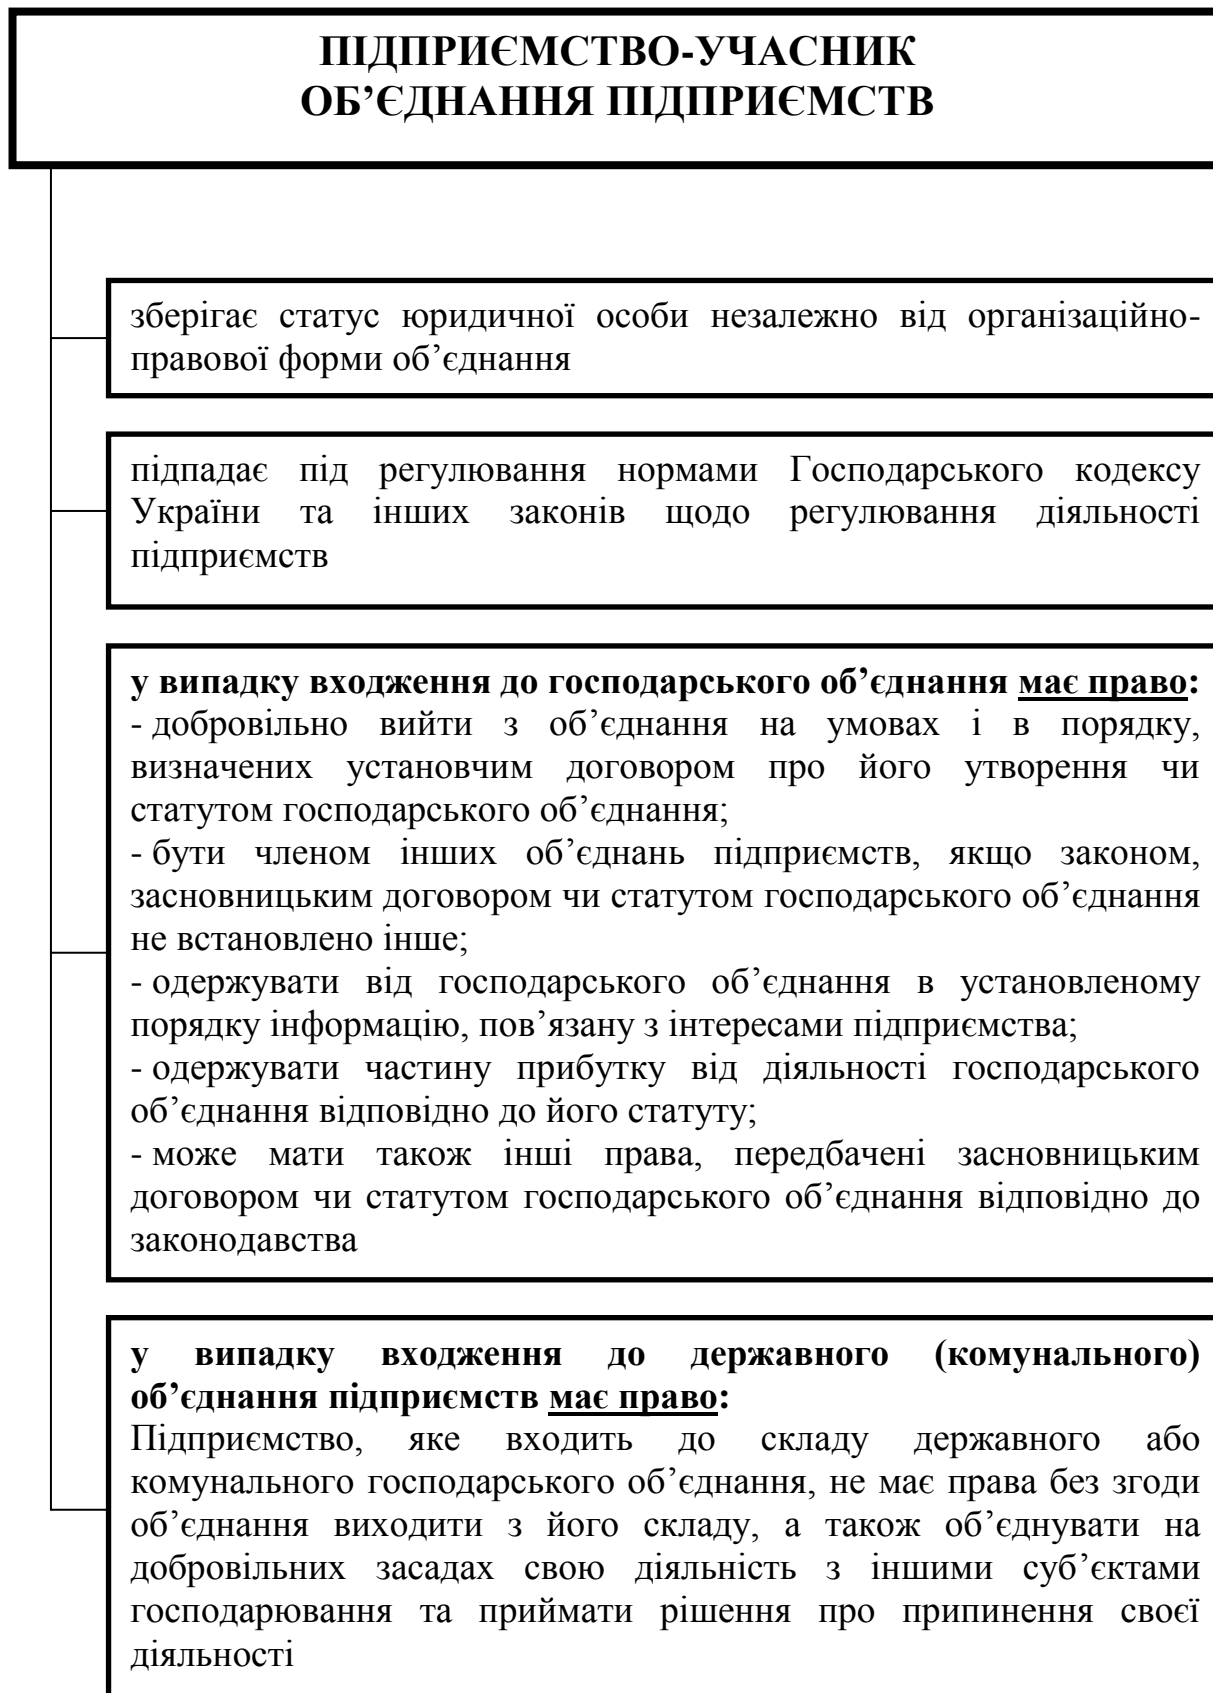 ПІДПРИЄМСТВО-УЧАСНИК
ОБ’ЄДНАННЯ ПІДПРИЄМСТВ
зберігає статус юридичної особи незалежно від організаційно-
правової форми об’єднання
підпадає під регулювання нормами Господарського кодексу
України та інших законів щодо регулювання діяльності
підприємств
у випадку входження до господарського об’єднання має право:
- добровільно вийти з об’єднання на умовах і в порядку,
визначених установчим договором про його утворення чи
статутом господарського об’єднання;
- бути членом інших об’єднань підприємств, якщо законом,
засновницьким договором чи статутом господарського об’єднання
не встановлено інше;
- одержувати від господарського об’єднання в установленому
порядку інформацію, пов’язану з інтересами підприємства;
- одержувати частину прибутку від діяльності господарського
об’єднання відповідно до його статуту;
- може мати також інші права, передбачені засновницьким
договором чи статутом господарського об’єднання відповідно до
законодавства
у випадку входження до державного (комунального)
об’єднання підприємств має право:
Підприємство, яке входить до складу державного або
комунального господарського об’єднання, не має права без згоди
об’єднання виходити з його складу, а також об’єднувати на
добровільних засадах свою діяльність з іншими суб’єктами
господарювання та приймати рішення про припинення своєї
діяльності